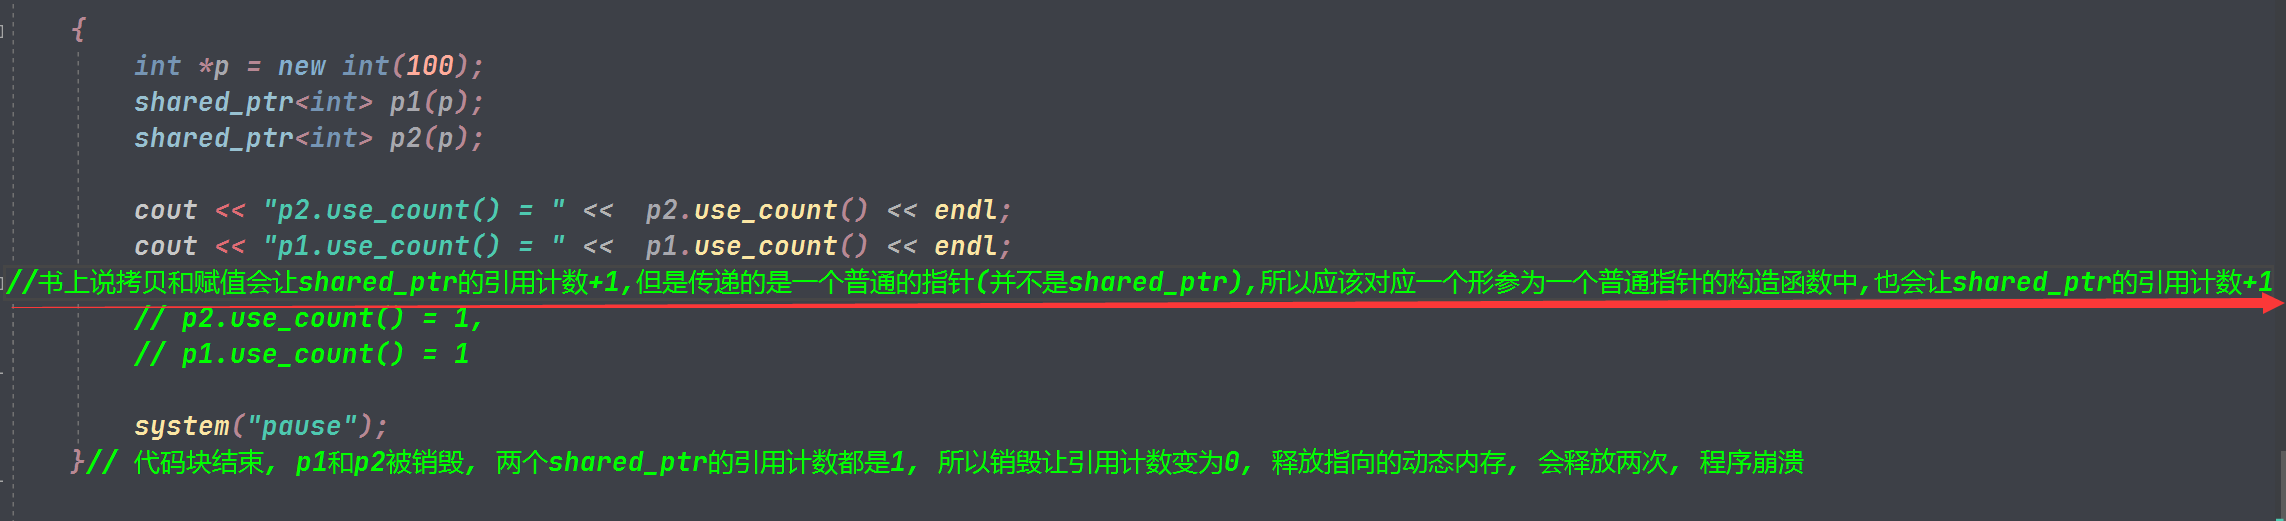 {
int *p = new int(100);
shared_ptr<int> p1(p);
shared_ptr<int> p2(p);
cout << "p2.use_count() = " <<  p2.use_count() << endl;
cout << "p1.use_count() = " <<  p1.use_count() << endl;
//书上说拷贝和赋值会让shared_ptr的引用计数+1,但是传递的是一个普通的指针(并不是shared_ptr),所以应该对应一个形参为一个普通指针的构造函数中,也会让shared_ptr的引用计数+1
// p2.use_count() = 1,
// p1.use_count() = 1
system("pause");
}// 代码块结束, p1和p2被销毁, 两个shared_ptr的引用计数都是1, 所以销毁让引用计数变为0, 释放指向的动态内存, 会释放两次, 程序崩溃